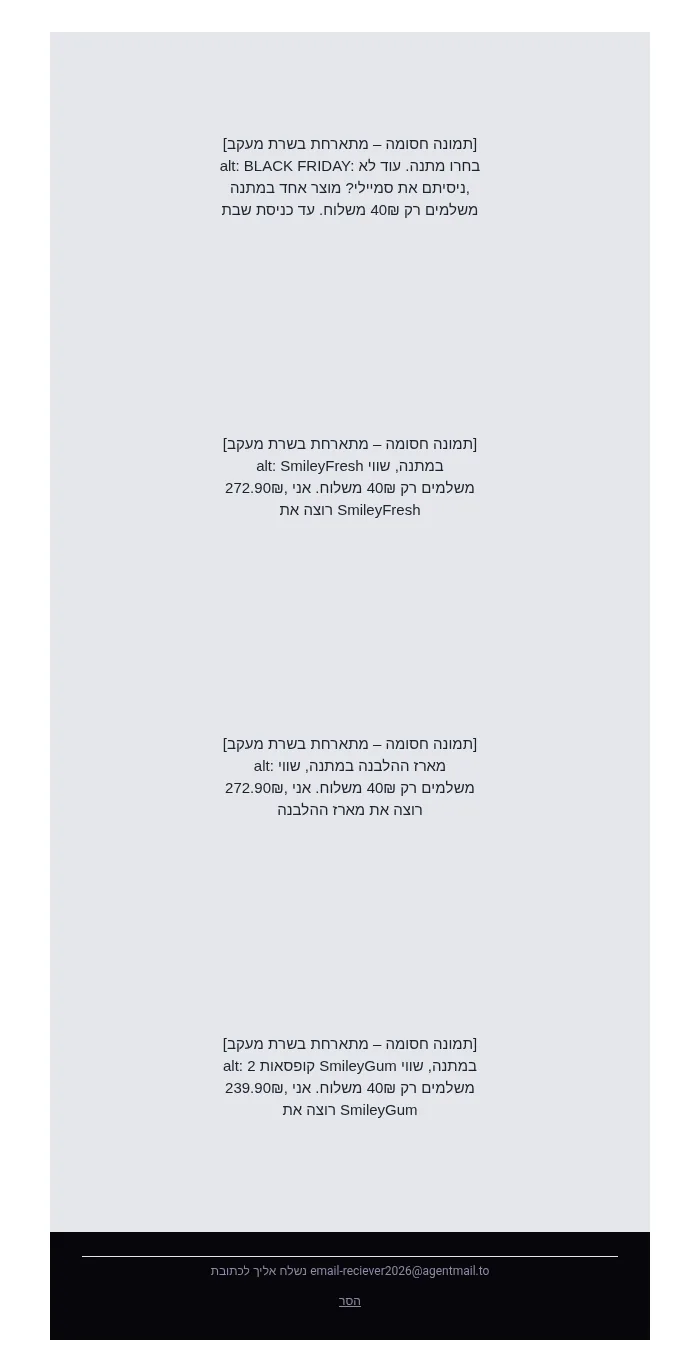 [תמונה חסומה – מתארחת בשרת מעקב]
alt: BLACK FRIDAY: בחרו מתנה. עוד לא
ניסיתם את סמיילי? מוצר אחד במתנה,
משלמים רק 40₪ משלוח. עד כניסת שבת
[תמונה חסומה – מתארחת בשרת מעקב]
alt: SmileyFresh במתנה, שווי
272.90₪, משלמים רק 40₪ משלוח. אני
רוצה את SmileyFresh
[תמונה חסומה – מתארחת בשרת מעקב]
alt: מארז ההלבנה במתנה, שווי
272.90₪, משלמים רק 40₪ משלוח. אני
רוצה את מארז ההלבנה
[תמונה חסומה – מתארחת בשרת מעקב]
alt: 2 קופסאות SmileyGum במתנה, שווי
239.90₪, משלמים רק 40₪ משלוח. אני
רוצה את SmileyGum
נשלח אליך לכתובת email-reciever2026@agentmail.to
הסר